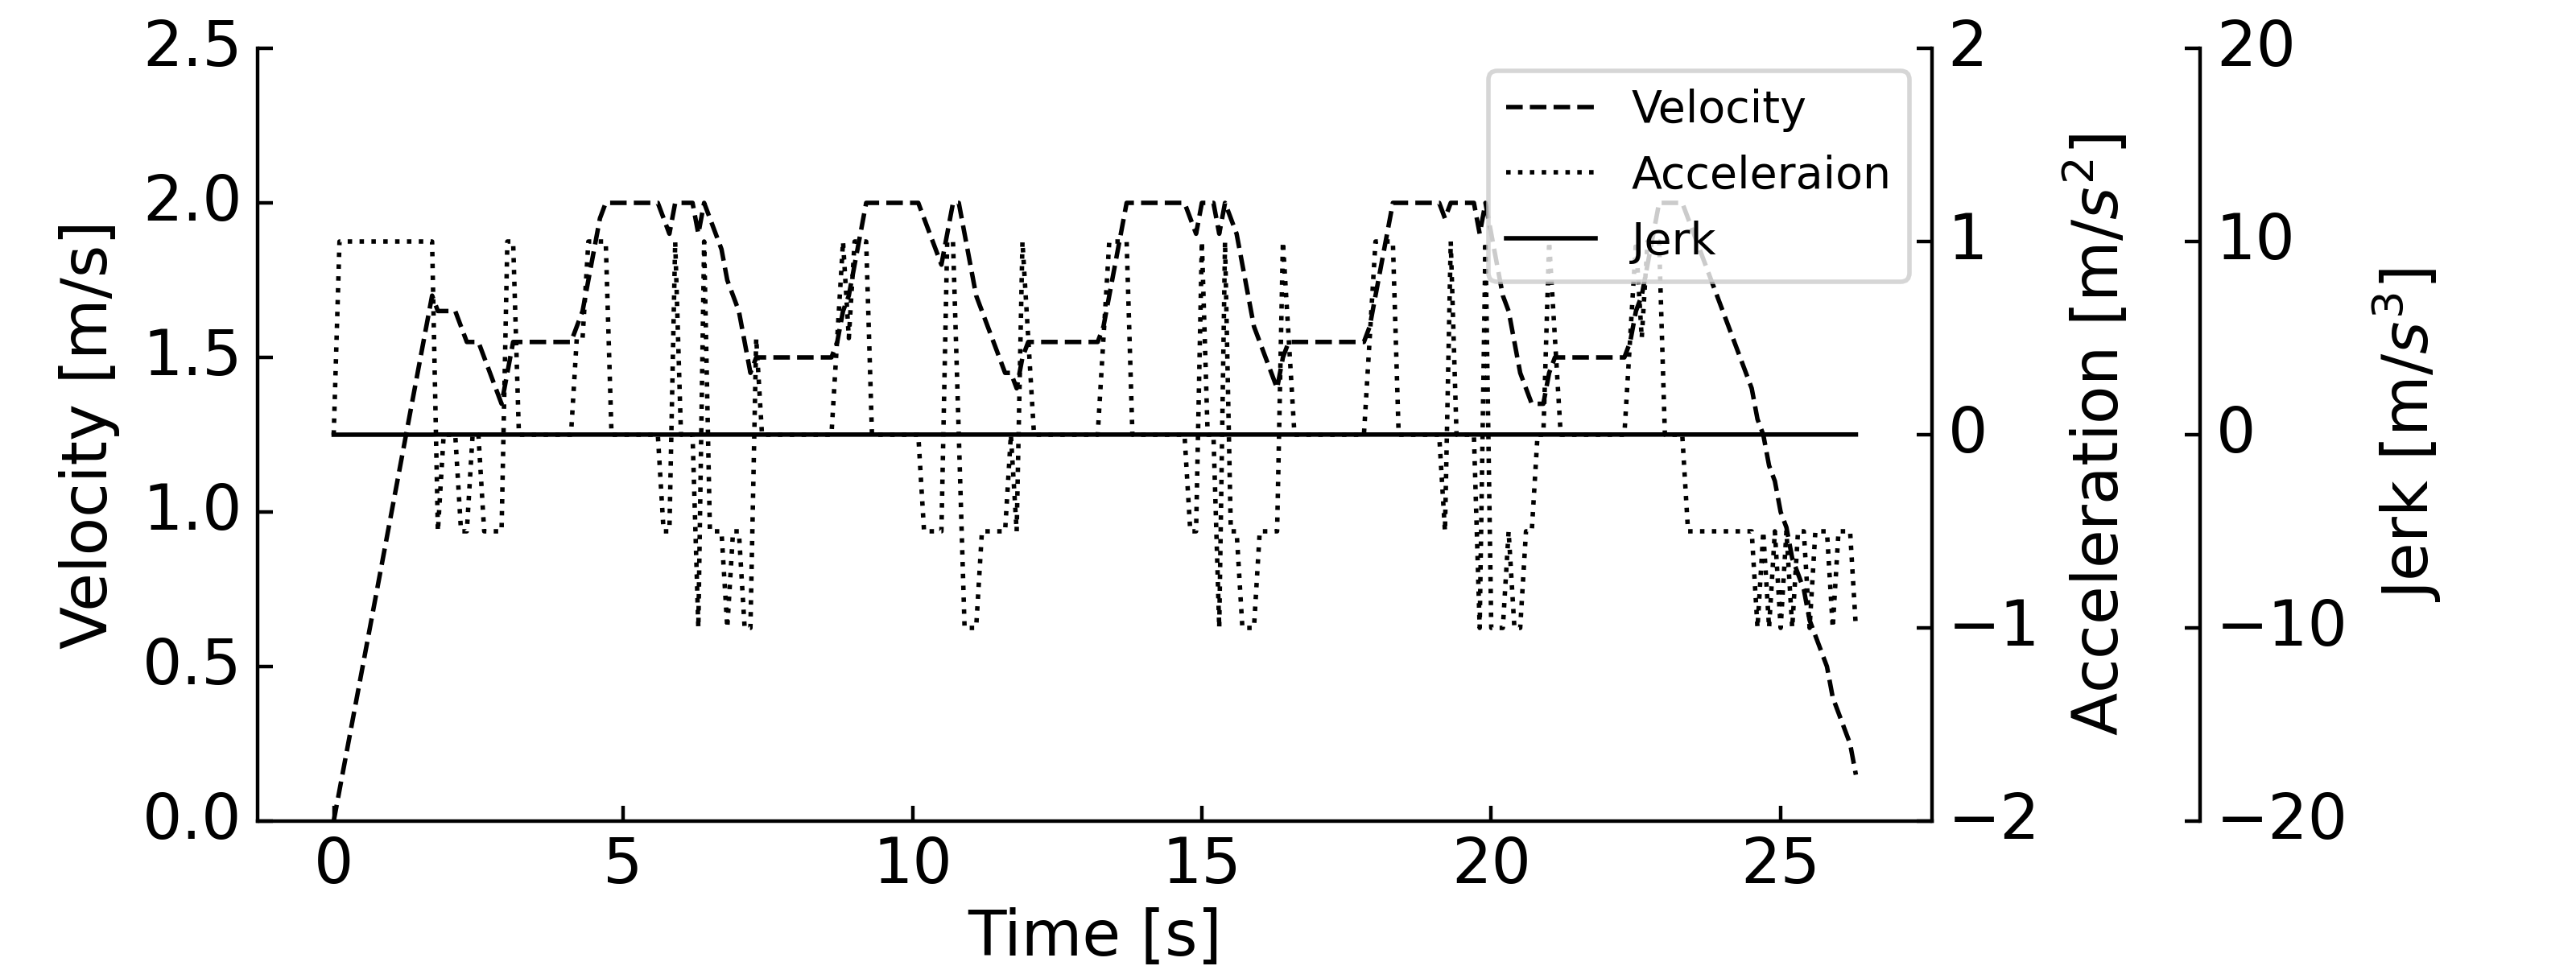 Velocity [m/s]
2.5
2.0
1.5
1.0
0.5
0.0
0 5 10 15 20 25
Time [s]
Velocity
Acceleraion
Jerk
2
1
0
−1
−2
Acceleration [m/s²]
20
10
0
−10
−20
Jerk [m/s³]